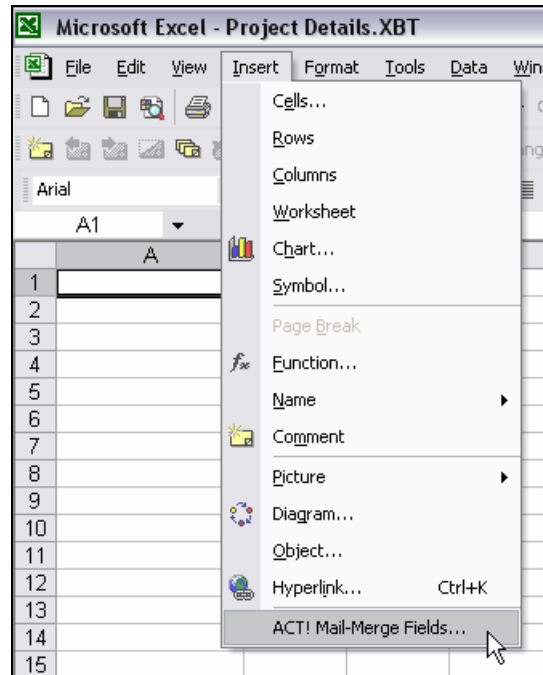 Microsoft Excel - Project Details.XBT
File Edit View Insert Format Tools Data Win
Arial
A1
A
1
2
3
4
5
6
7
8
9
10
11
12
13
14
15
Cells...
Rows
Columns
Worksheet
Chart...
Symbol...
Page Break
fx Function...
Name
Comment
Picture
Diagram...
Object...
Hyperlink... Ctrl+K
ACT! Mail-Merge Fields...